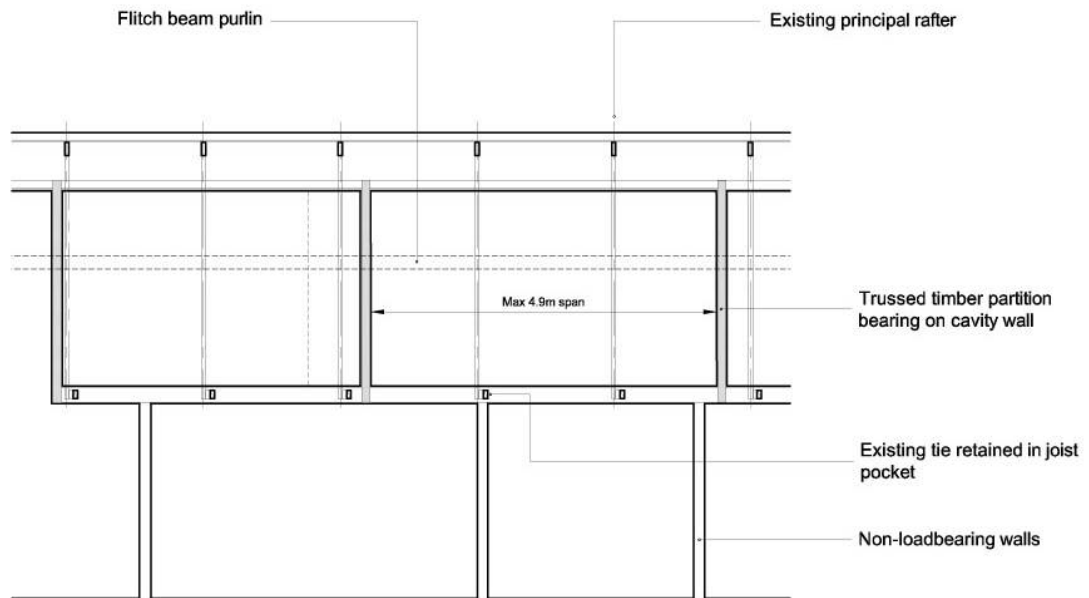 Flitch beam purlin
Existing principal rafter
Max 4.9m span
Trussed timber partition
bearing on cavity wall
Existing tie retained in joist
pocket
Non-loadbearing walls